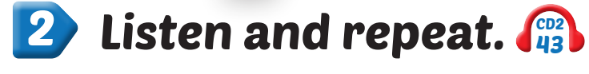 2 Listen and repeat. CD2
43